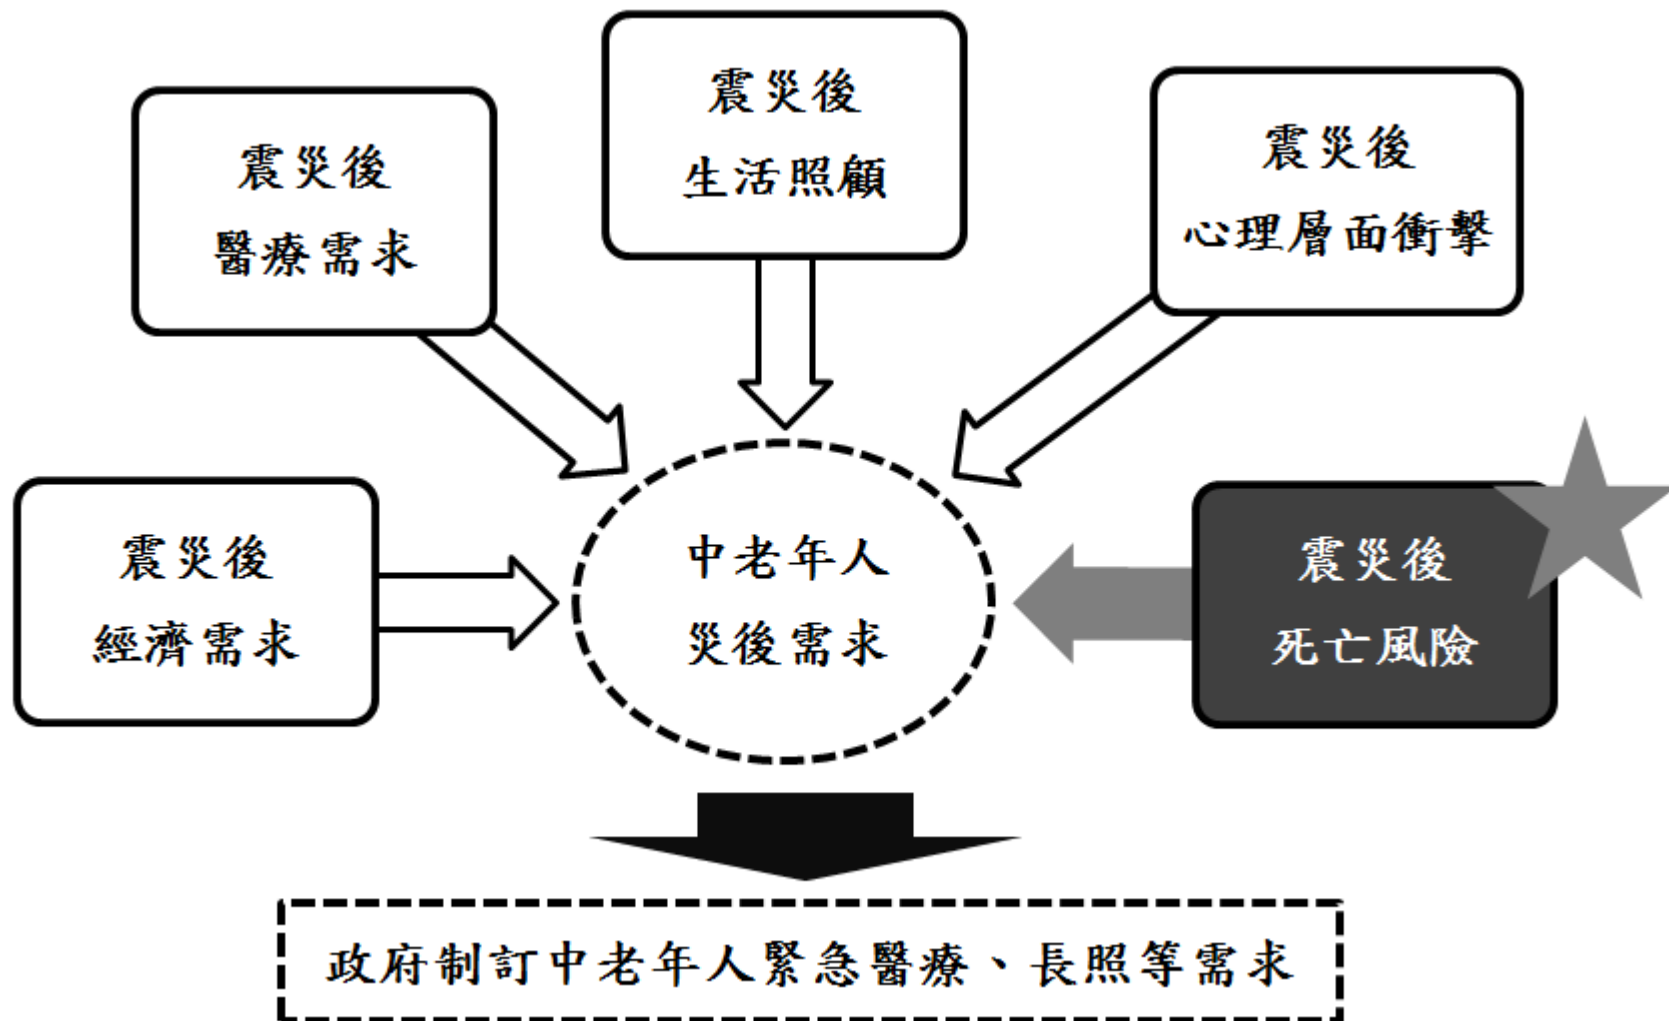 震災後
生活照顧
震災後
醫療需求
震災後
心理層面衝擊
震災後
經濟需求
中老年人
災後需求
震災後
死亡風險
政府制訂中老年人緊急醫療、長照等需求